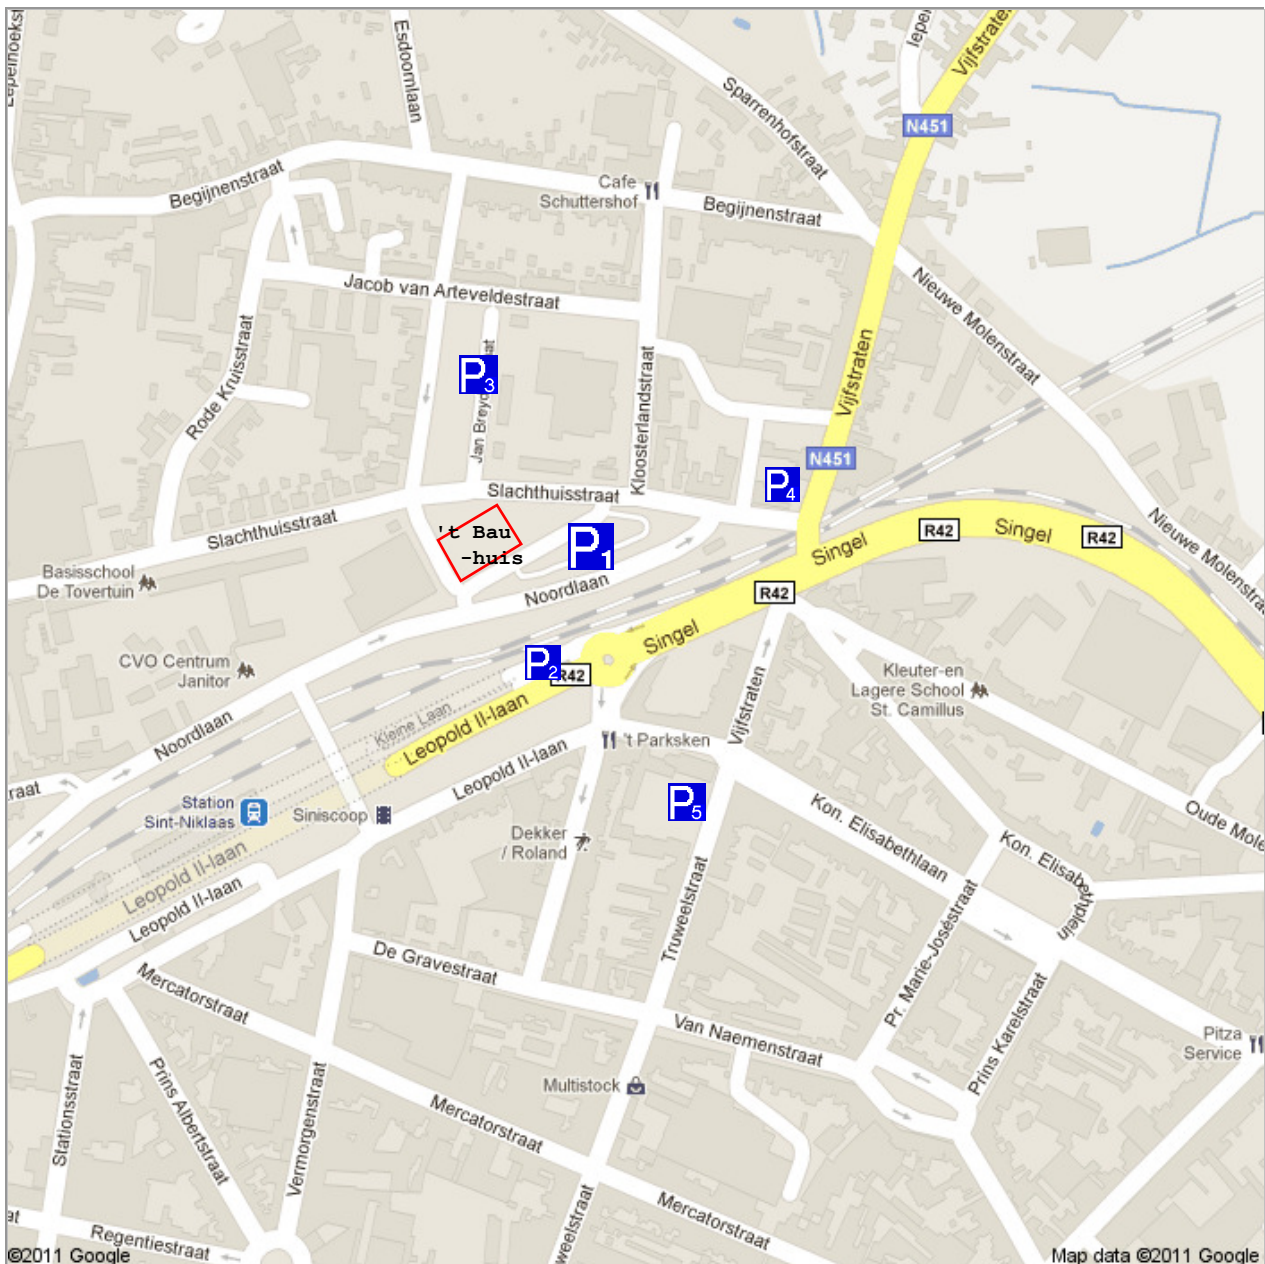 Esdoornlaan
Vijfstraten
N451
Sparrenhofstraat
Begijnenstraat
Cafe
Schuttershof
Begijnenstraat
Jacob van Arteveldestraat
Nieuwe Molenstraat
Rode Kruisstraat
P3
Kloosterlandstraat
Vijfstraten
N451
P4
Slachthuisstraat
Slachthuisstraat
't Bau
-huis
P1
Singel
R42
Singel
R42
Nieuwe Molenstraat
Basisschool
De Tovertuin
Noordlaan
R42
CVO Centrum
Janitor
P2
R42
Singel
Kleuter-en
Lagere School
St. Camillus
Noordlaan
Kleine Laan
Leopold II-laan
Leopold II-laan
't Parksken
Vijfstraten
Station
Sint-Niklaas
Siniscoop
P5
Dekker
/ Roland
Kon. Elisabethlaan
Oude Mole
Kon. Elisabethplein
Leopold II-laan
Leopold II-laan
Truweelstraat
Pr. Marie-Joséstraat
De Gravestraat
Mercatorstraat
Van Naemenstraat
Prins Karelstraat
Pitza
Service
Multistock
Stationsstraat
Prins Albertstraat
Vermorgenstraat
Mercatorstraat
Mercatorstraat
weelstraat
Regentiestraat
©2011 Google
Map data ©2011 Google